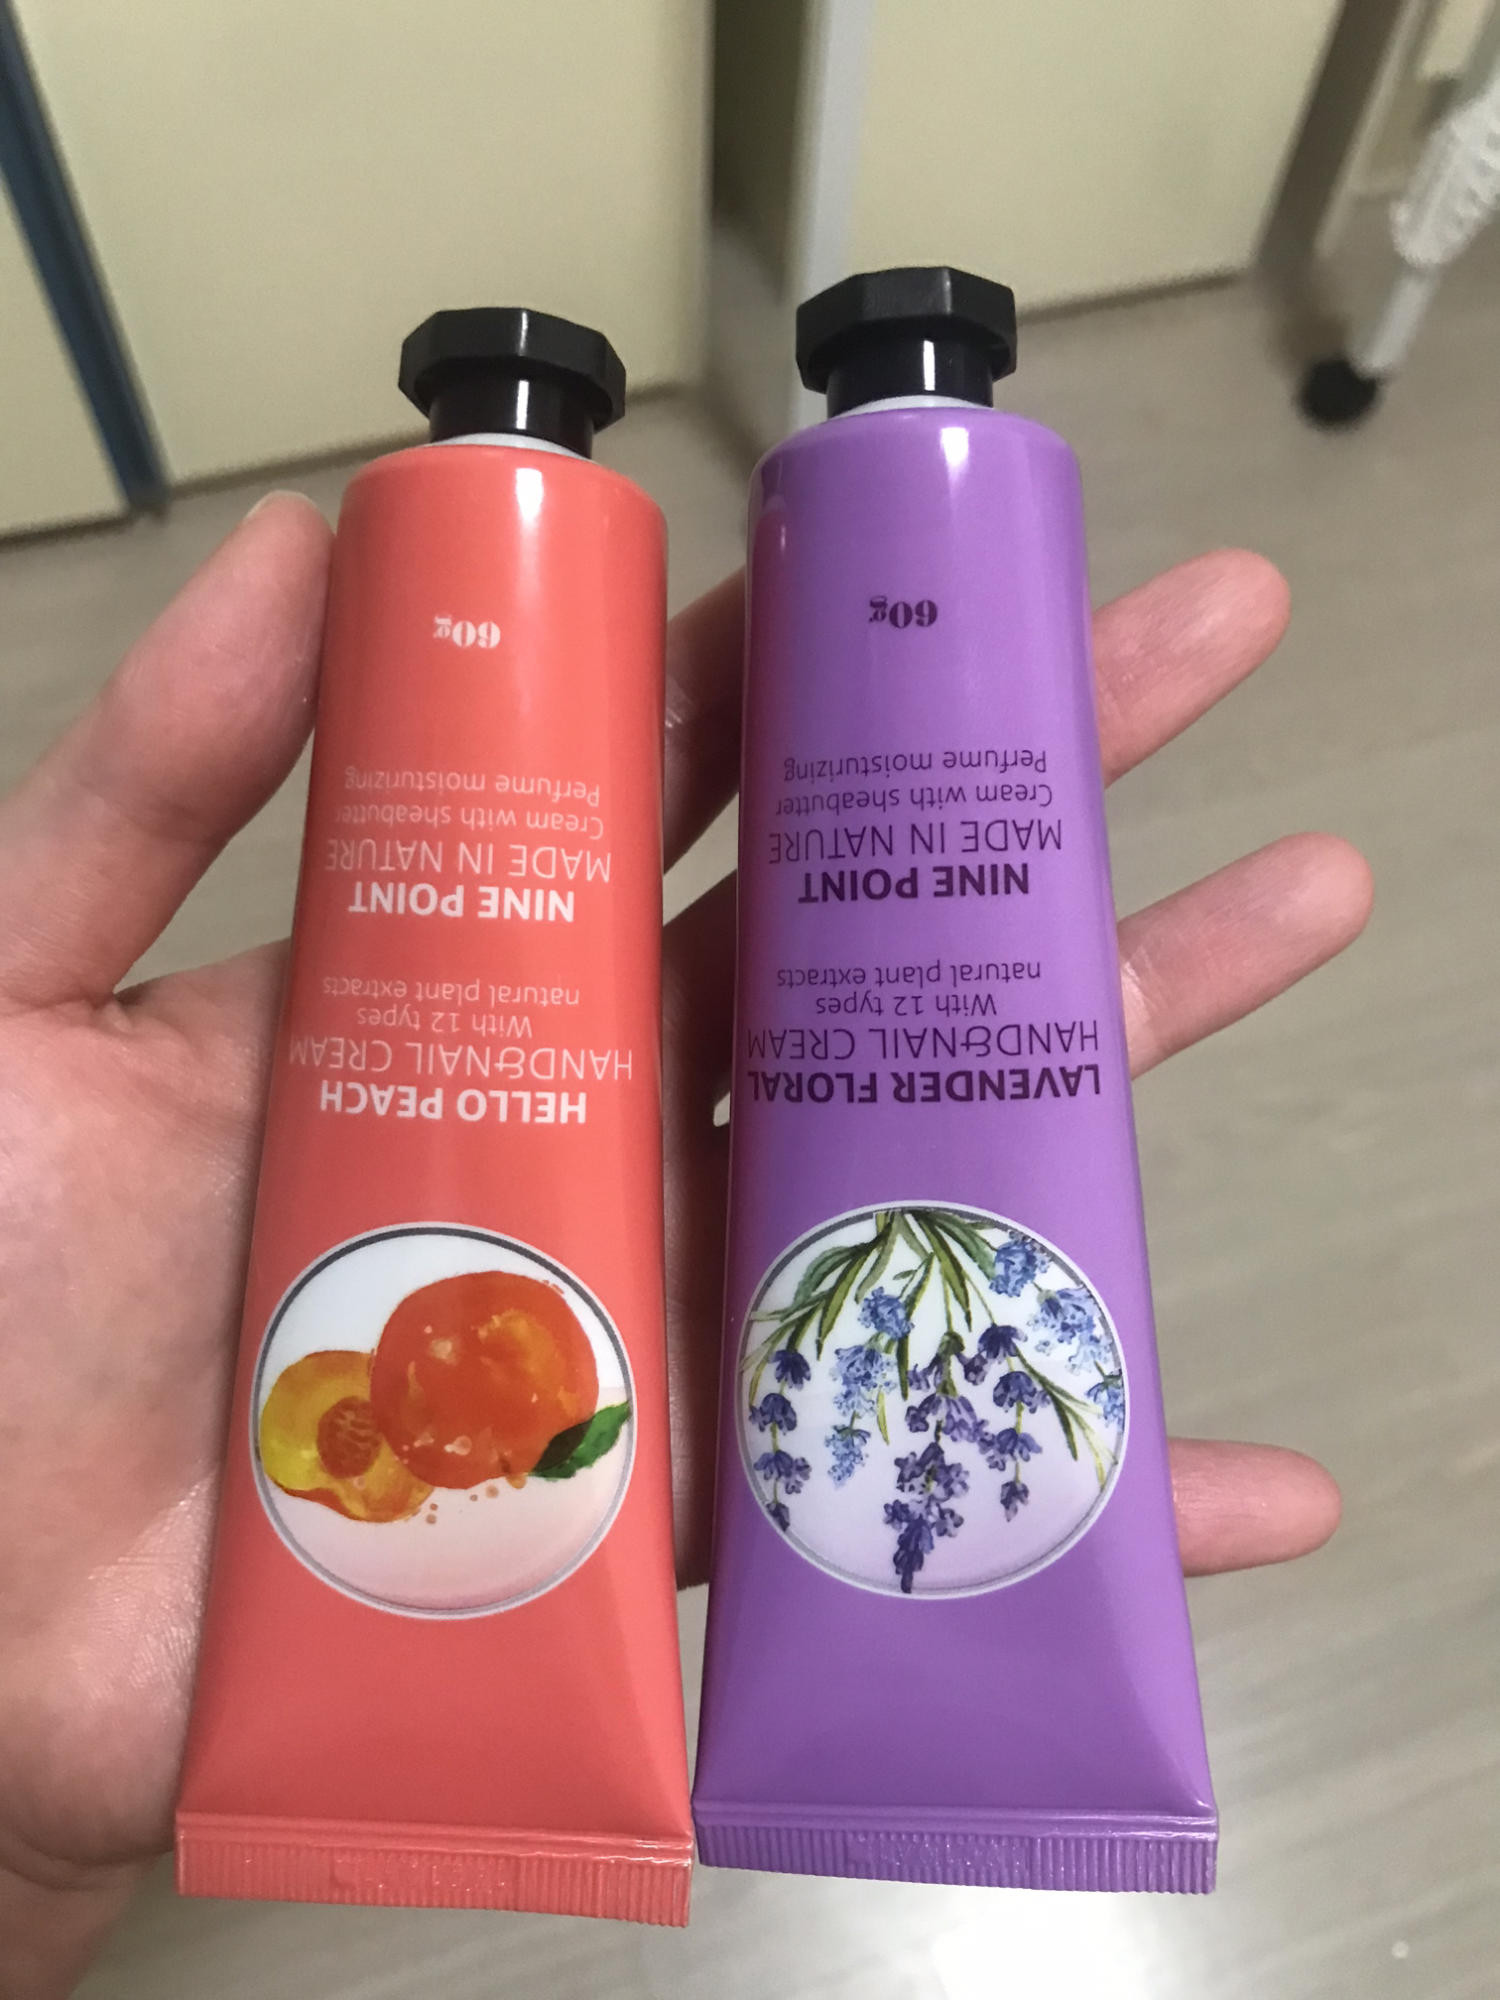 HELLO PEACH
HAND&NAIL CREAM
With 12 types
natural plant extracts
NINE POINT
MADE IN NATURE
Cream with sheabutter
Perfume moisturizing
60gr
LAVENDER FLORAL
HAND&NAIL CREAM
With 12 types
natural plant extracts
NINE POINT
MADE IN NATURE
Cream with sheabutter
Perfume moisturizing
60gr